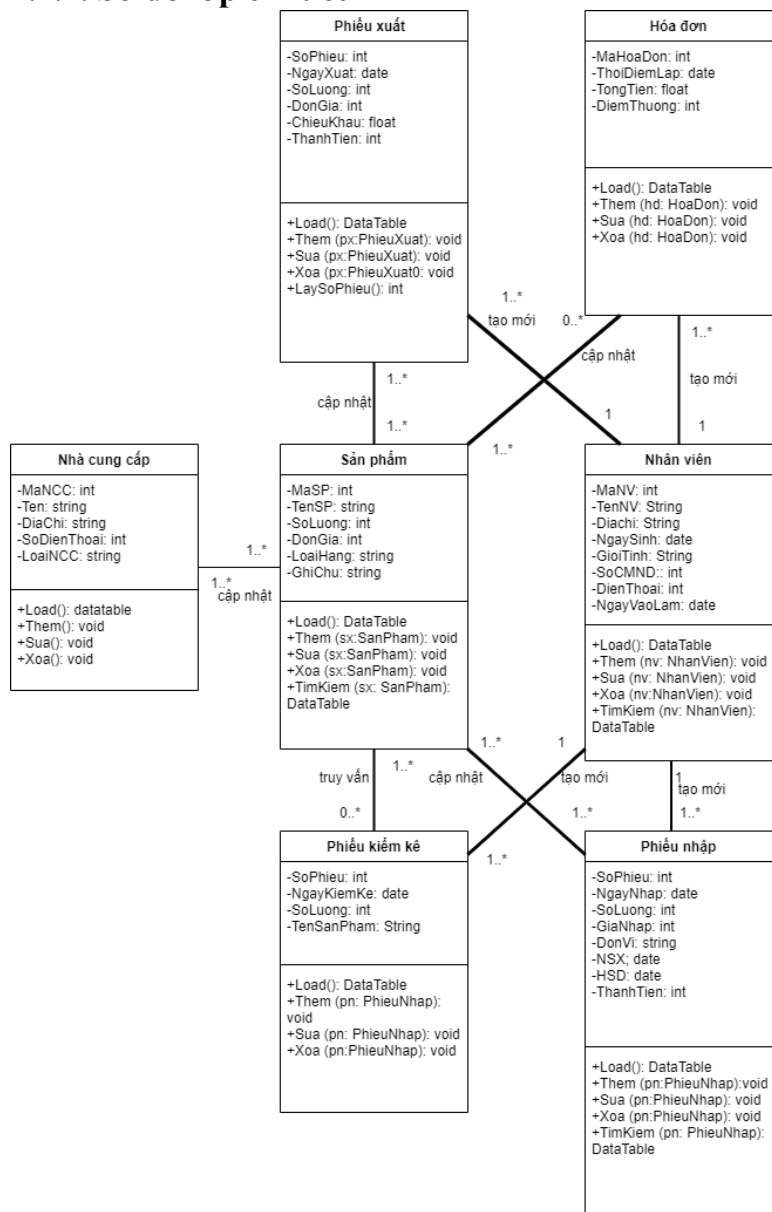 Phiếu xuất
-SoPhieu: int
-NgayXuat: date
-SoLuong: int
-DonGia: int
-ChieuKhau: float
-ThanhTien: int
+Load(): DataTable
+Them (px:PhieuXuat): void
+Sua (px:PhieuXuat): void
+Xoa (px:PhieuXuat0: void
+LaySoPhieu(): int
Hóa đơn
-MaHoaDon: int
-ThoiDiemLap: date
-TongTien: float
-DiemThuong: int
+Load(): DataTable
+Them (hd: HoaDon): void
+Sua (hd: HoaDon): void
+Xoa (hd: HoaDon): void
1..*
tạo mới
0..*
cập nhật
1..*
tạo mới
1..*
cập nhật
1..*
1..*
1
1
Nhà cung cấp
-MaNCC: int
-Ten: string
-DiaChi: string
-SoDienThoai: int
-LoaiNCC: string
+Load(): datatable
+Them(): void
+Sua(): void
+Xoa(): void
1..*
1..*
cập nhật
Sản phẩm
-MaSP: int
-TenSP: string
-SoLuong: int
-DonGia: int
-LoaiHang: string
-GhiChu: string
+Load(): DataTable
+Them (sx:SanPham): void
+Sua (sx:SanPham): void
+Xoa (sx:SanPham): void
+TimKiem (sx: SanPham):
DataTable
Nhân viên
-MaNV: int
-TenNV: String
-Diachi: String
-NgaySinh: date
-GioiTinh: String
-SoCMND:: int
-DienThoai: int
-NgayVaoLam: date
+Load(): DataTable
+Them (nv: NhanVien): void
+Sua (nv: NhanVien): void
+Xoa (nv:NhanVien): void
+TimKiem (nv: NhanVien):
DataTable
truy vấn
1..*
0..*
1..*
cập nhật
1
tạo mới
1
tạo mới
1..*
1..*
1..*
Phiếu kiểm kê
-SoPhieu: int
-NgayKiemKe: date
-SoLuong: int
-TenSanPham: String
+Load(): DataTable
+Them (pn: PhieuNhap):
void
+Sua (pn: PhieuNhap): void
+Xoa (pn:PhieuNhap): void
Phiếu nhập
-SoPhieu: int
-NgayNhap: date
-SoLuong: int
-GiaNhap: int
-DonVi: string
-NSX; date
-HSD: date
-ThanhTien: int
+Load(): DataTable
+Them (pn:PhieuNhap):void
+Sua (pn:PhieuNhap): void
+Xoa (pn:PhieuNhap): void
+TimKiem (pn: PhieuNhap):
DataTable